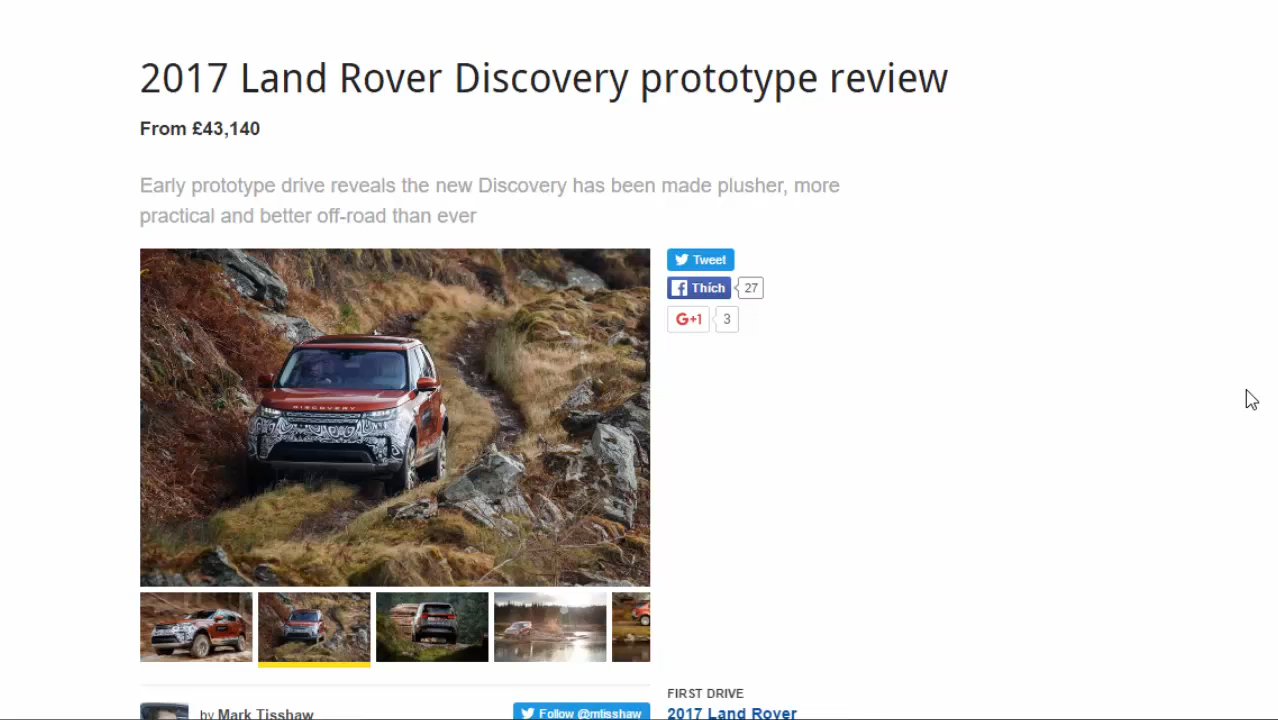 2017 Land Rover Discovery prototype review
From £43,140
Early prototype drive reveals the new Discovery has been made plusher, more
practical and better off-road than ever
DISCOVERY
Tweet
Thích 27
G+1 3
by Mark Tisshaw
Follow @mtisshaw
FIRST DRIVE
2017 Land Rover